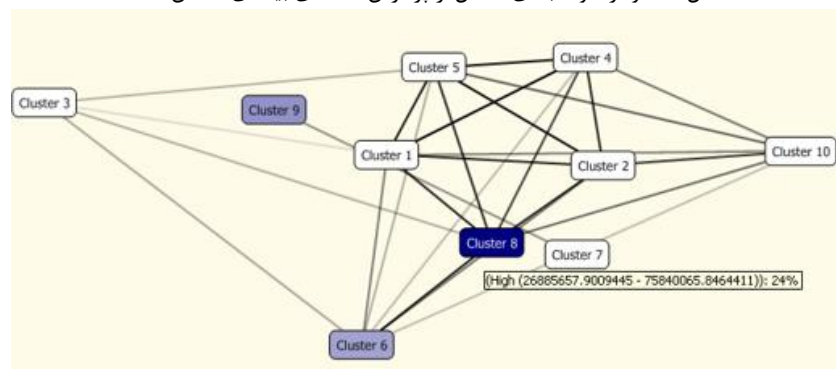 Cluster 4
Cluster 5
Cluster 3
Cluster 9
Cluster 1
Cluster 2
Cluster 10
Cluster 8
Cluster 7
(High (26885657.9009445 - 75840065.8464411)): 24%
Cluster 6